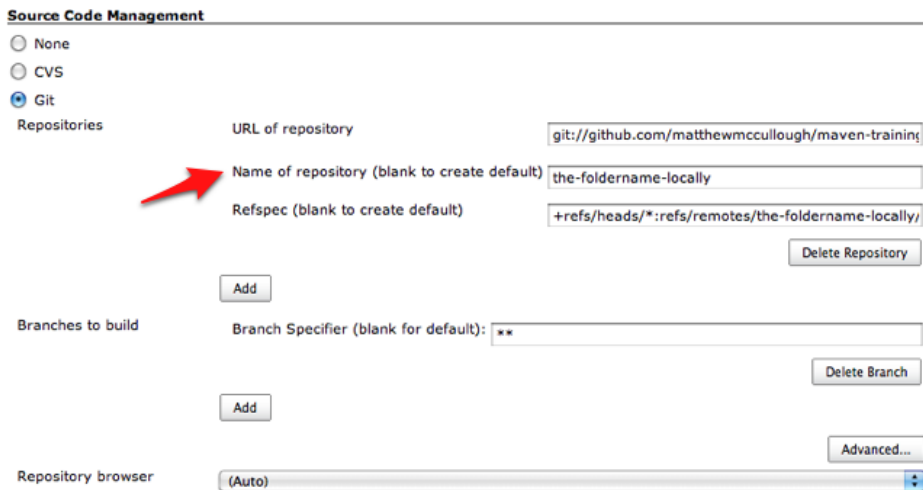 Source Code Management
None
CVS
Git
Repositories
URL of repository
git://github.com/matthewmccullough/maven-training
Name of repository (blank to create default)
the-foldername-locally
Refspec (blank to create default)
+refs/heads/*:refs/remotes/the-foldername-locally/
Delete Repository
Add
Branches to build
Branch Specifier (blank for default):
**
Delete Branch
Add
Advanced...
Repository browser
(Auto)